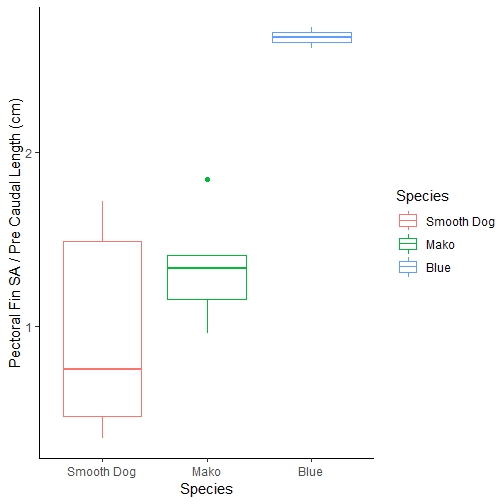 Pectoral Fin SA / Pre Caudal Length (cm)
2
1
Smooth Dog
Mako
Blue
Species
Species
Smooth Dog
Mako
Blue